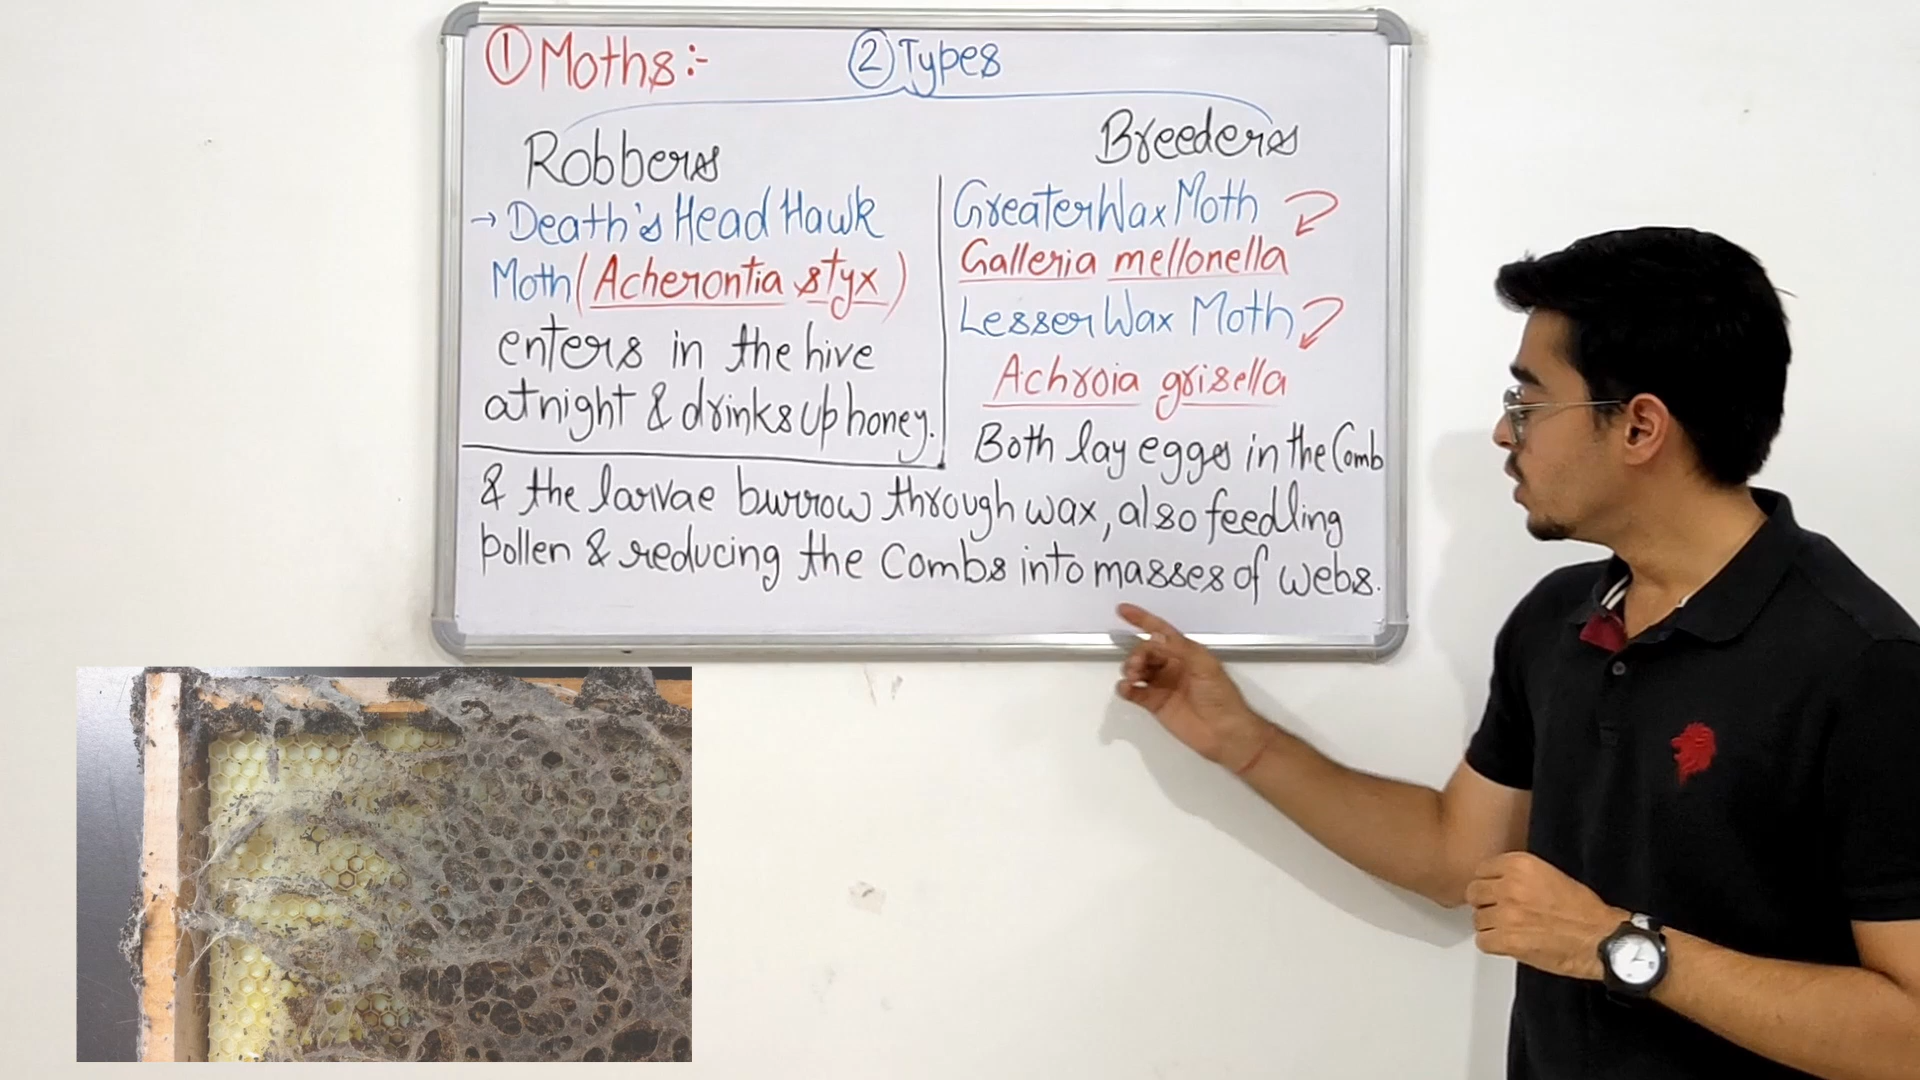 ① Moths:-
② Types
Robbers
→ Death's Head Hawk
Moth (Acherontia styx)
enters in the hive
at night & drinks up honey.
Breeders
Greater Wax Moth
Galleria mellonella
Lesser Wax Moth
Achroia grisella
Both lay eggs in the Comb
& the larvae burrow through wax, also feedling
pollen & reducing the Combs into masses of webs.